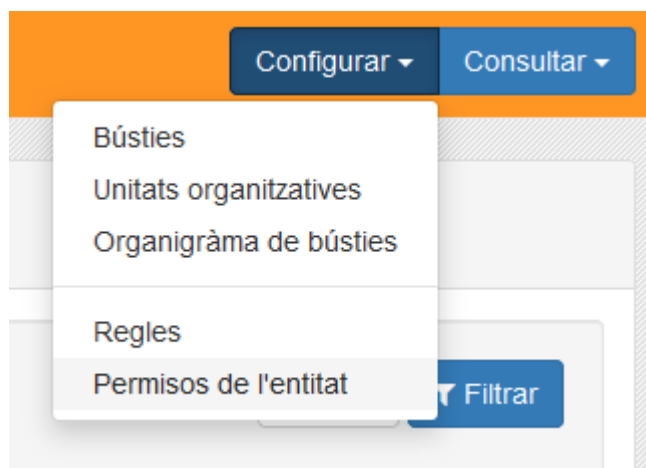 Configurar Consultar
Bústies
Unitats organitzatives
Organigràma de bústies
Regles
Permisos de l'entitat
Filtrar